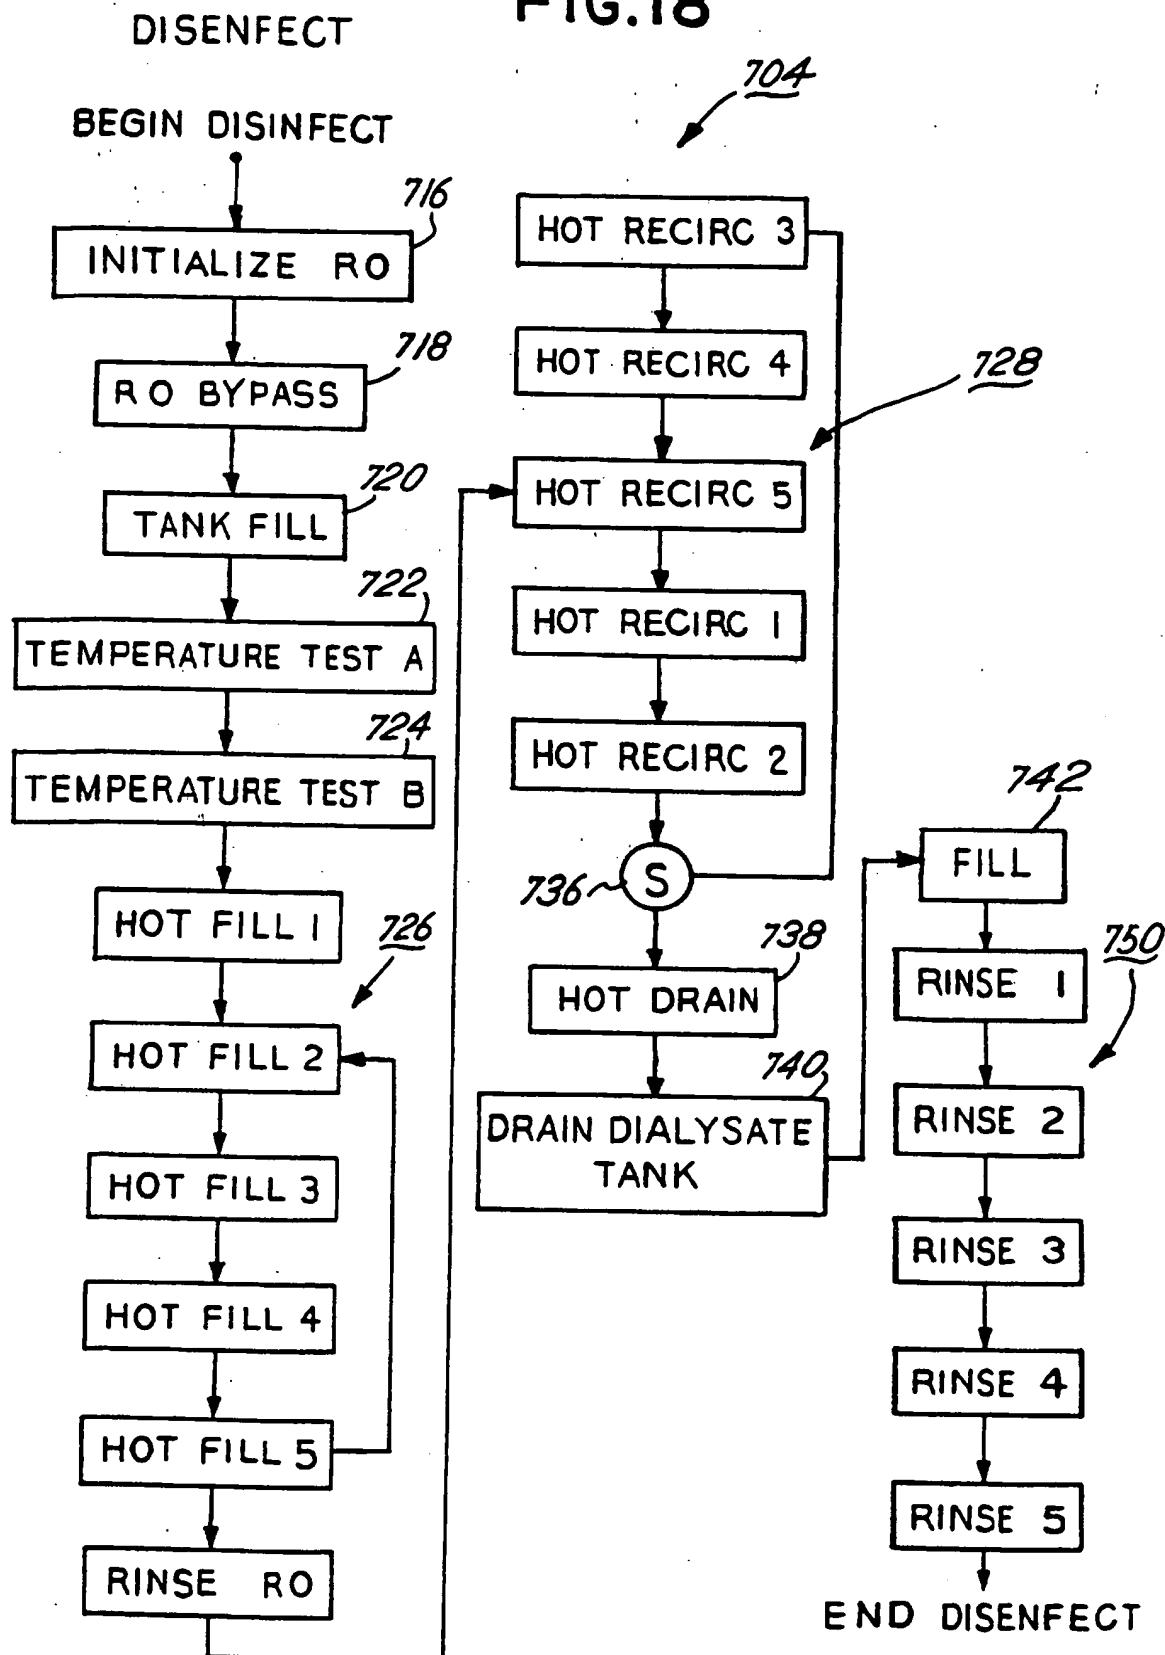 FIG.18
DISENFECT
704
BEGIN DISINFECT
716
INITIALIZE RO
718
RO BYPASS
720
TANK FILL
722
TEMPERATURE TEST A
724
TEMPERATURE TEST B
HOT FILL 1
726
HOT FILL 2
HOT FILL 3
HOT FILL 4
HOT FILL 5
RINSE RO
HOT RECIRC 3
HOT RECIRC 4
728
HOT RECIRC 5
HOT RECIRC 1
HOT RECIRC 2
736
S
738
HOT DRAIN
740
DRAIN DIALYSATE
TANK
742
FILL
750
RINSE 1
RINSE 2
RINSE 3
RINSE 4
RINSE 5
END DISENFECT